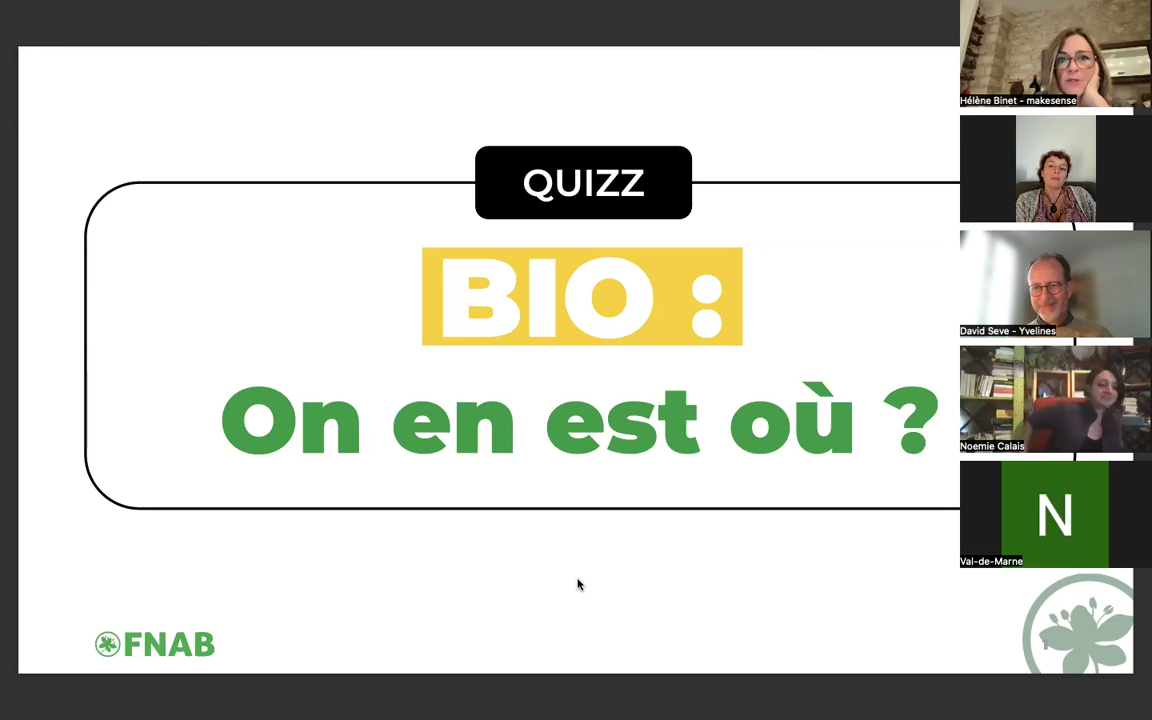 QUIZZ
BIO :
On en est où ?
FNAB
Hélène Binet - makesense
David Seve - Yvelines
Noemie Calais
N
Val-de-Marne